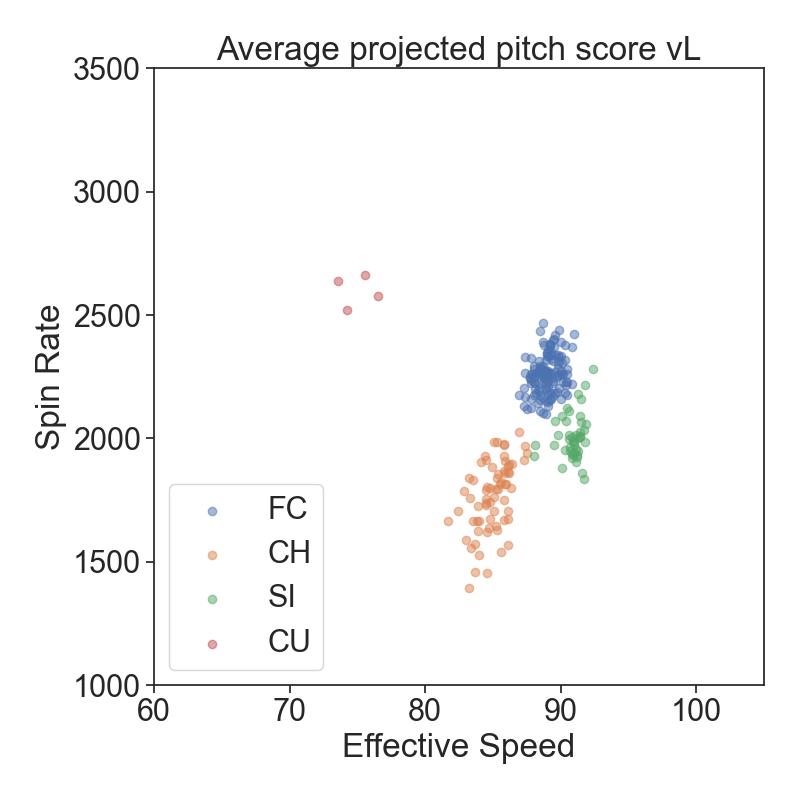 Average projected pitch score vL
3500
3000
2500
2000
1500
1000
Spin Rate
FC
CH
SI
CU
60
70
80
90
100
Effective Speed